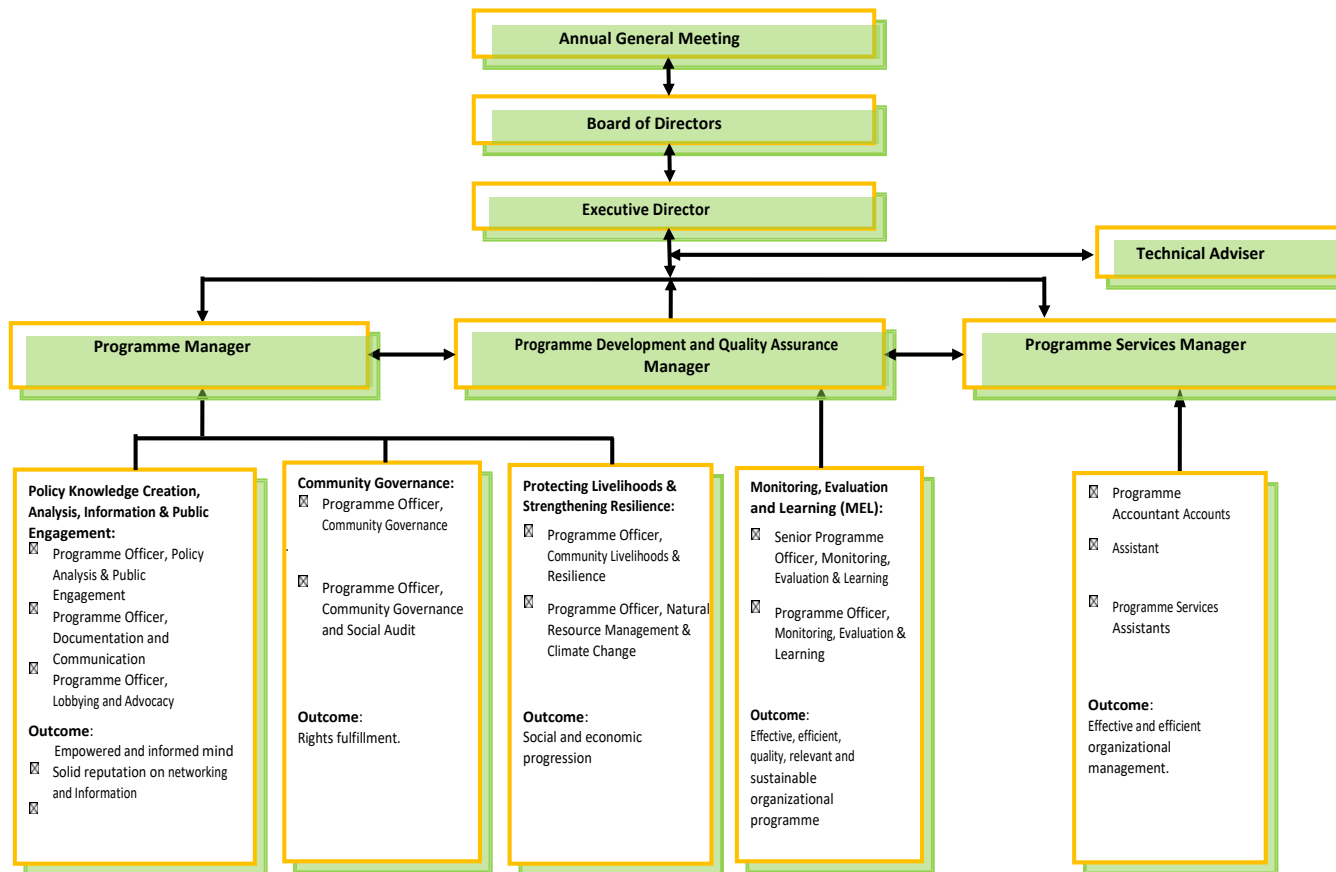 Annual General Meeting
Board of Directors
Executive Director
Technical Adviser
Programme Manager
Programme Development and Quality Assurance
Manager
Programme Services Manager
Policy Knowledge Creation,
Analysis, Information & Public
Engagement:
Programme Officer, Policy
Analysis & Public
Engagement
Programme Officer,
Documentation and
Communication
Programme Officer,
Lobbying and Advocacy
Outcome:
Empowered and informed mind
Solid reputation on networking
and Information
Community Governance:
Programme Officer,
Community Governance
.
Programme Officer,
Community Governance
and Social Audit
Outcome:
Rights fulfillment.
Protecting Livelihoods &
Strengthening Resilience:
Programme Officer,
Community Livelihoods &
Resilience
Programme Officer, Natural
Resource Management &
Climate Change
Outcome:
Social and economic
progression
Monitoring, Evaluation
and Learning (MEL):
Senior Programme
Officer, Monitoring,
Evaluation & Learning
Programme Officer,
Monitoring, Evaluation &
Learning
Outcome:
Effective, efficient,
quality, relevant and
sustainable
organizational
programme
Programme
Accountant Accounts
Assistant
Programme Services
Assistants
Outcome:
Effective and efficient
organizational
management.